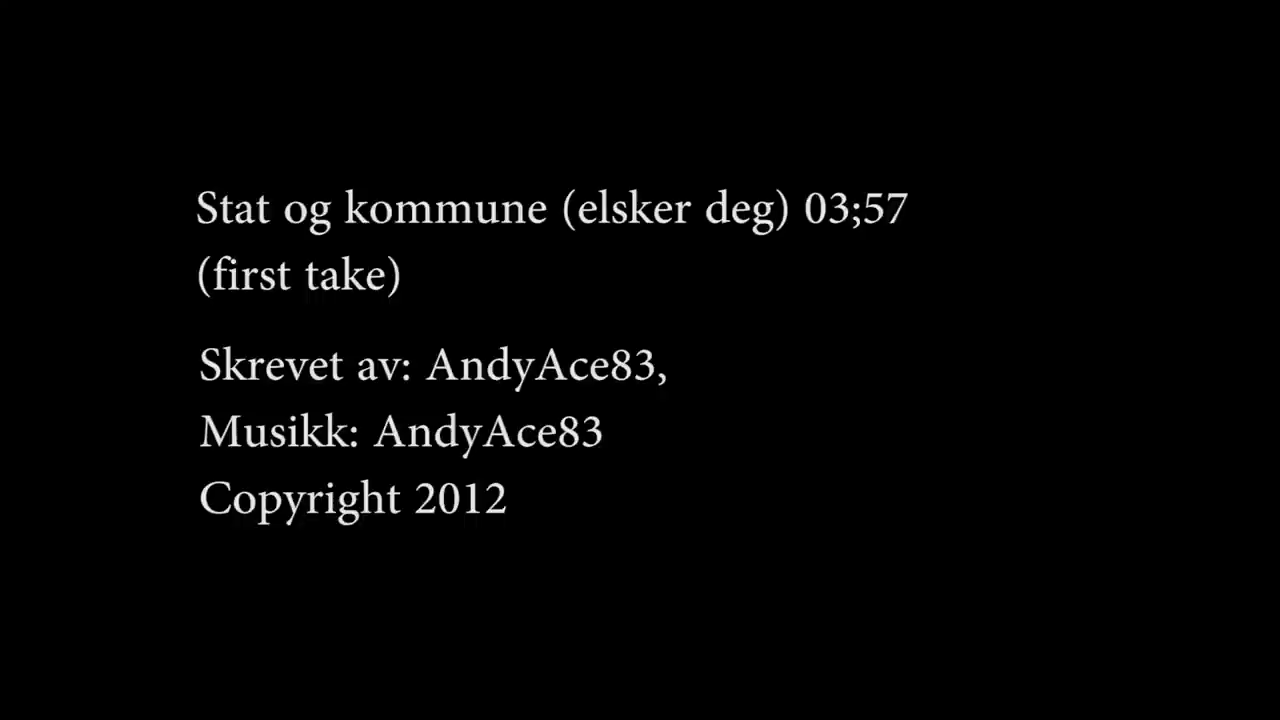 Stat og kommune (elsker deg) 03;57
(first take)
Skrevet av: AndyAce83,
Musikk: AndyAce83
Copyright 2012